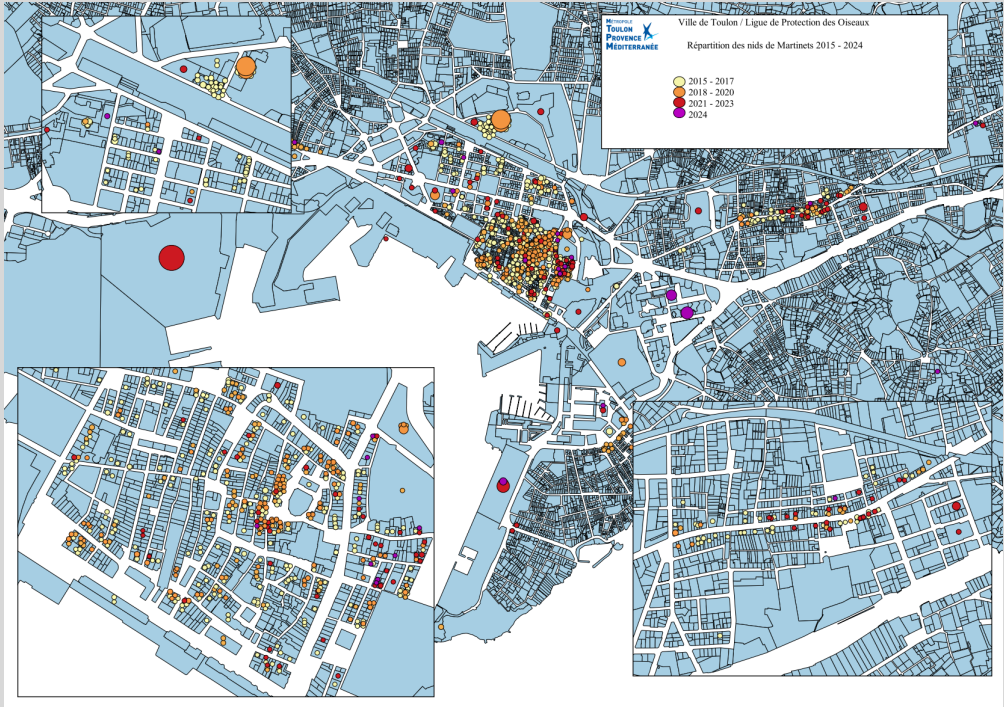 MÉTROPOLE
TOULON
PROVENCE
MÉDITERRANÉE
Ville de Toulon / Ligue de Protection des Oiseaux
Répartition des nids de Martinets 2015 - 2024
2015 - 2017
2018 - 2020
2021 - 2023
2024